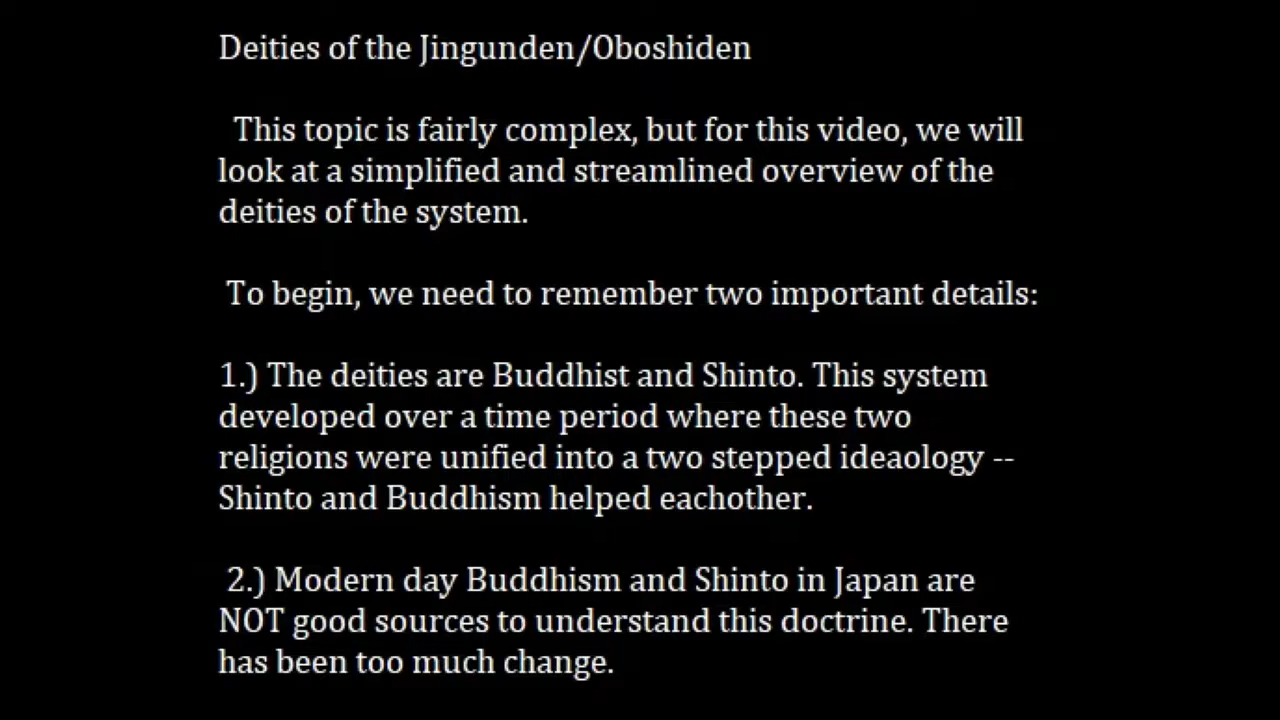 Deities of the Jingunden/Oboshiden
This topic is fairly complex, but for this video, we will
look at a simplified and streamlined overview of the
deities of the system.
To begin, we need to remember two important details:
1.) The deities are Buddhist and Shinto. This system
developed over a time period where these two
religions were unified into a two stepped ideaology --
Shinto and Buddhism helped eachother.
2.) Modern day Buddhism and Shinto in Japan are
NOT good sources to understand this doctrine. There
has been too much change.